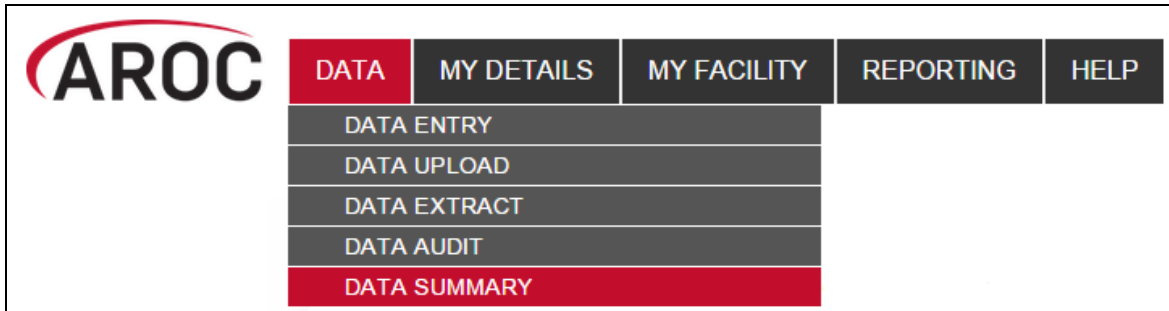 AROC DATA MY DETAILS MY FACILITY REPORTING HELP
DATA ENTRY
DATA UPLOAD
DATA EXTRACT
DATA AUDIT
DATA SUMMARY